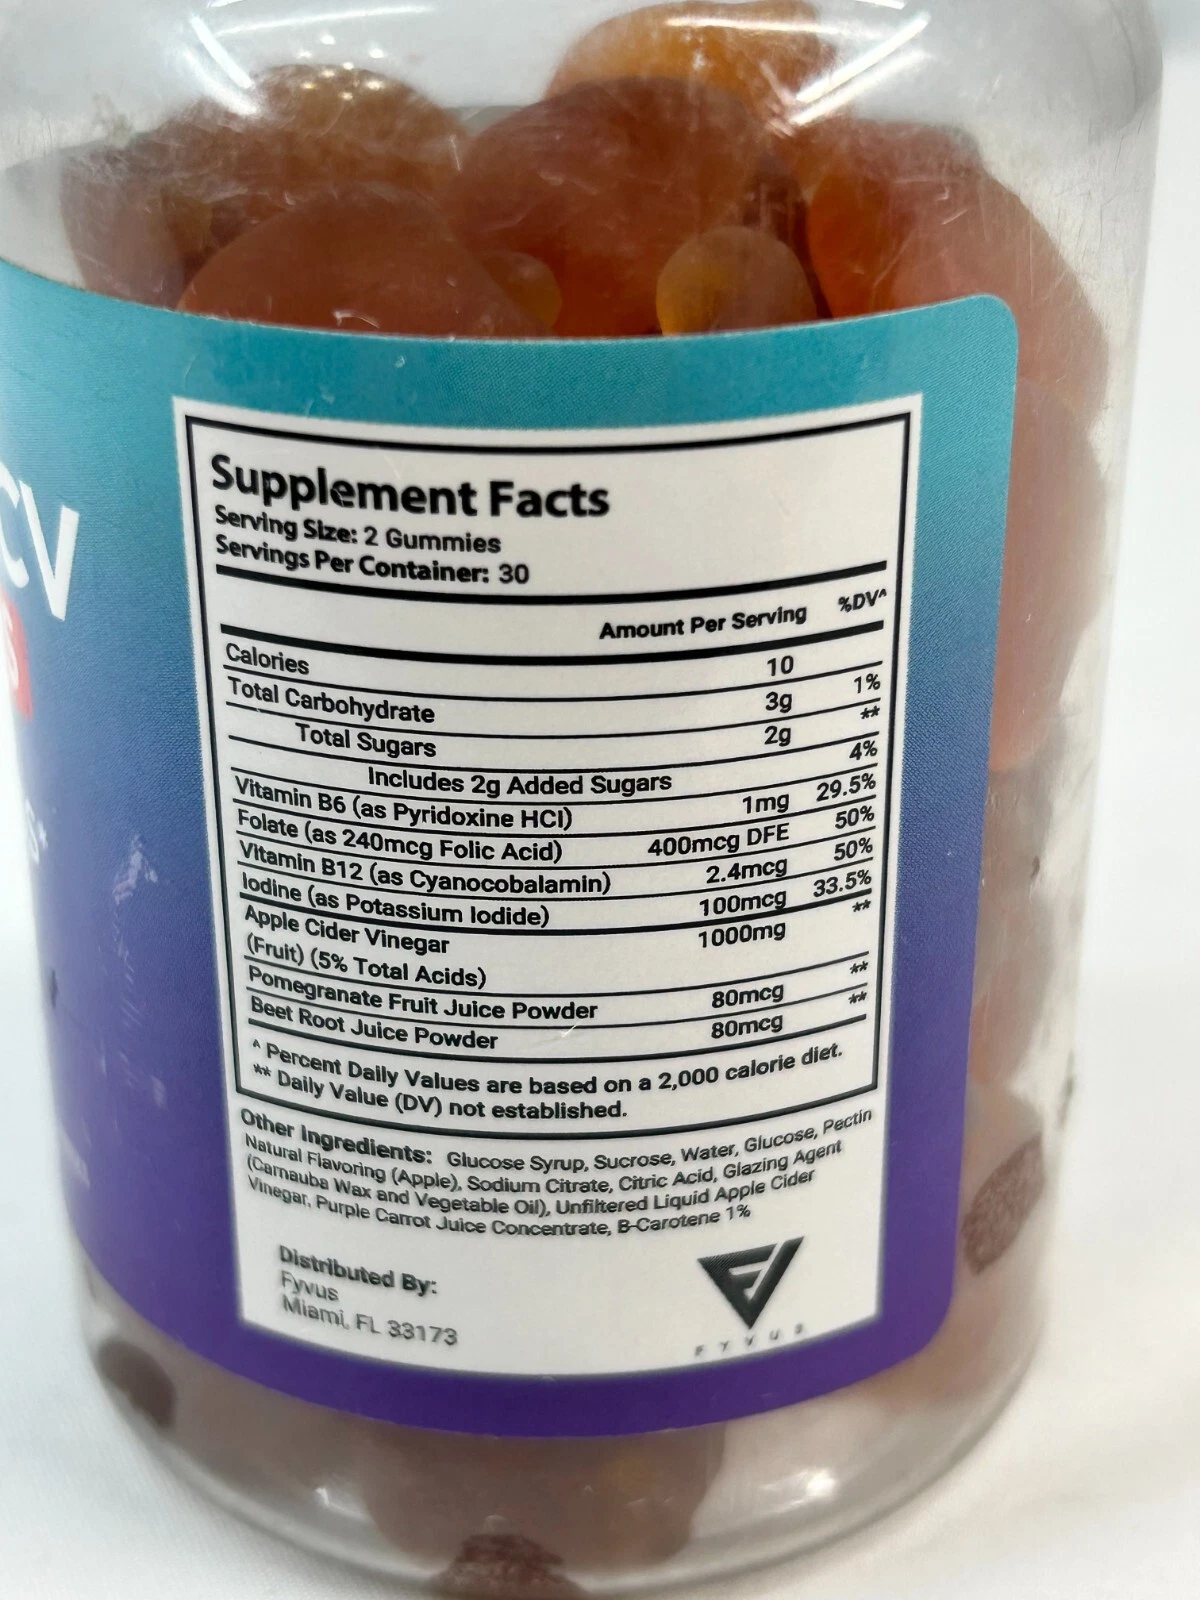 CV
S
S*
Supplement Facts
Serving Size: 2 Gummies
Servings Per Container: 30
Amount Per Serving %DV^
Calories 10
Total Carbohydrate 3g 1%
Total Sugars 2g **
Includes 2g Added Sugars 4%
Vitamin B6 (as Pyridoxine HCl) 1mg 29.5%
Folate (as 240mcg Folic Acid) 400mcg DFE 50%
Vitamin B12 (as Cyanocobalamin) 2.4mcg 50%
Iodine (as Potassium Iodide) 100mcg 33.5%
Apple Cider Vinegar 1000mg **
(Fruit) (5% Total Acids)
Pomegranate Fruit Juice Powder 80mcg **
Beet Root Juice Powder 80mcg **
^ Percent Daily Values are based on a 2,000 calorie diet.
** Daily Value (DV) not established.
Other Ingredients: Glucose Syrup, Sucrose, Water, Glucose, Pectin
Natural Flavoring (Apple), Sodium Citrate, Citric Acid, Glazing Agent
(Carnauba Wax and Vegetable Oil), Unfiltered Liquid Apple Cider
Vinegar, Purple Carrot Juice Concentrate, B-Carotene 1%
Distributed By:
Fyvus
Miami, FL 33173
FYVUS